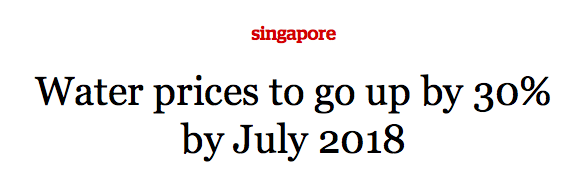 singapore
Water prices to go up by 30%
by July 2018